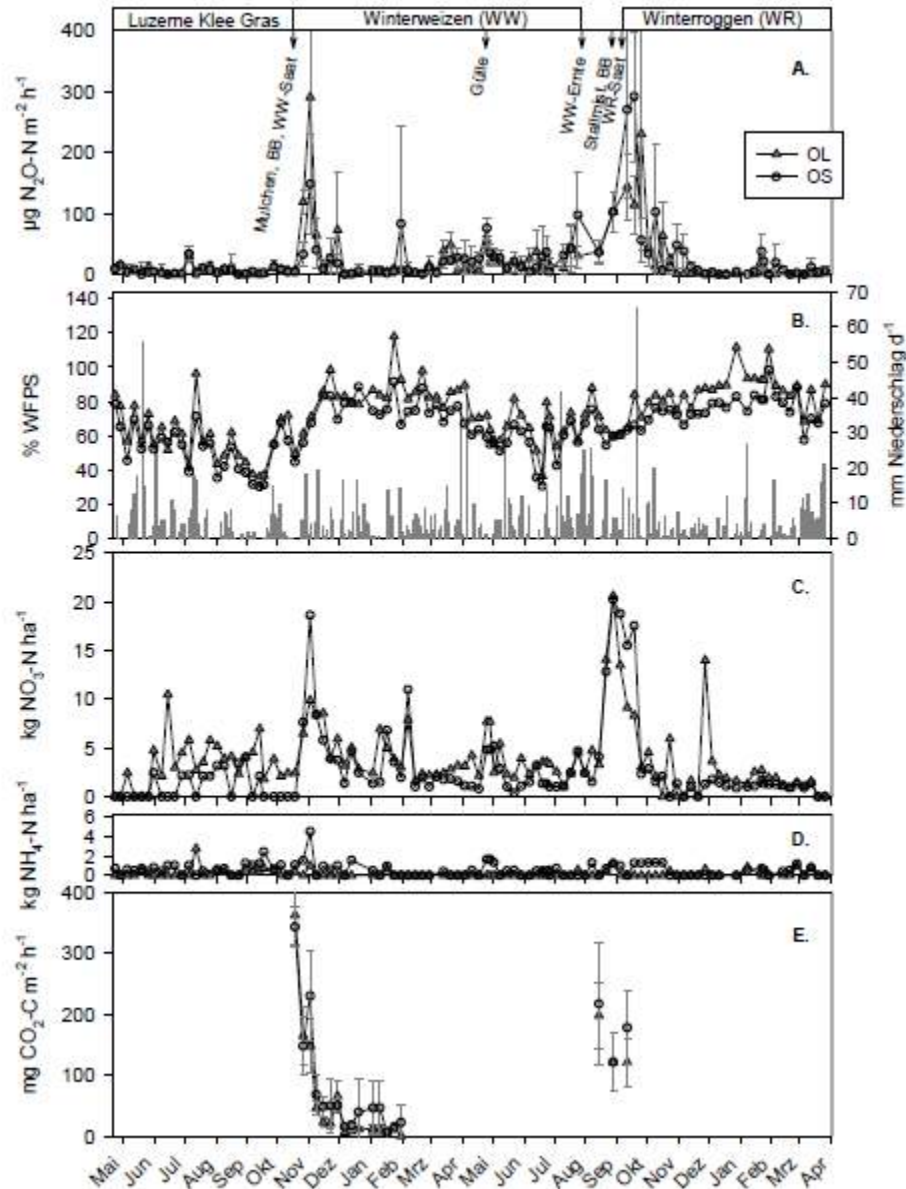 Luzerne Klee Gras Winterweizen (WW) Winterroggen (WR)
Mulchen, BB, WW-Saat
Gülle
WW-Ernte
Stallmist, BB
WR-Saat
A.
OL
OS
400
300
200
100
0
µg N₂O-N m⁻² h⁻¹
B.
140
120
100
80
60
40
20
0
% WFPS
70
60
50
40
30
20
10
0
mm Niederschlag d⁻¹
C.
25
20
15
10
5
0
kg NO₃-N ha⁻¹
D.
6
4
2
0
kg NH₄-N ha⁻¹
E.
400
300
200
100
0
mg CO₂-C m⁻² h⁻¹
Mai Jun Jul Aug Sep Okt Nov Dez Jan Feb Mrz Apr Mai Jun Jul Aug Sep Okt Nov Dez Jan Feb Mrz Apr